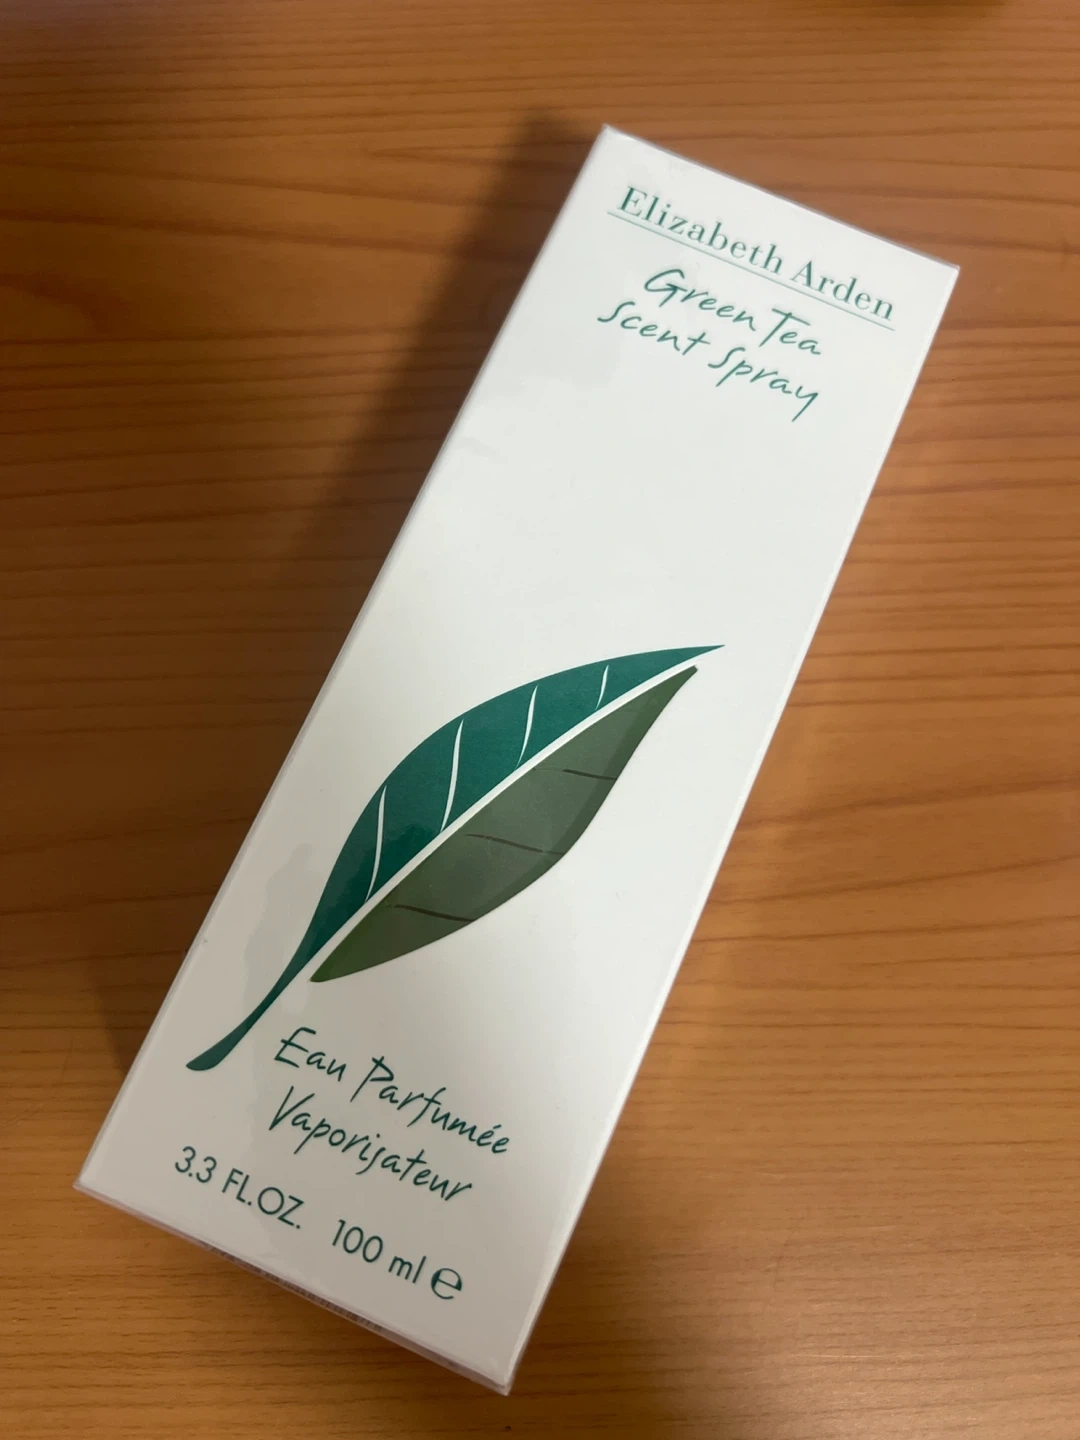 Elizabeth Arden
Green Tea
Scent Spray
Eau Parfumée
Vaporisateur
3.3 FL.OZ. 100 ml ℮